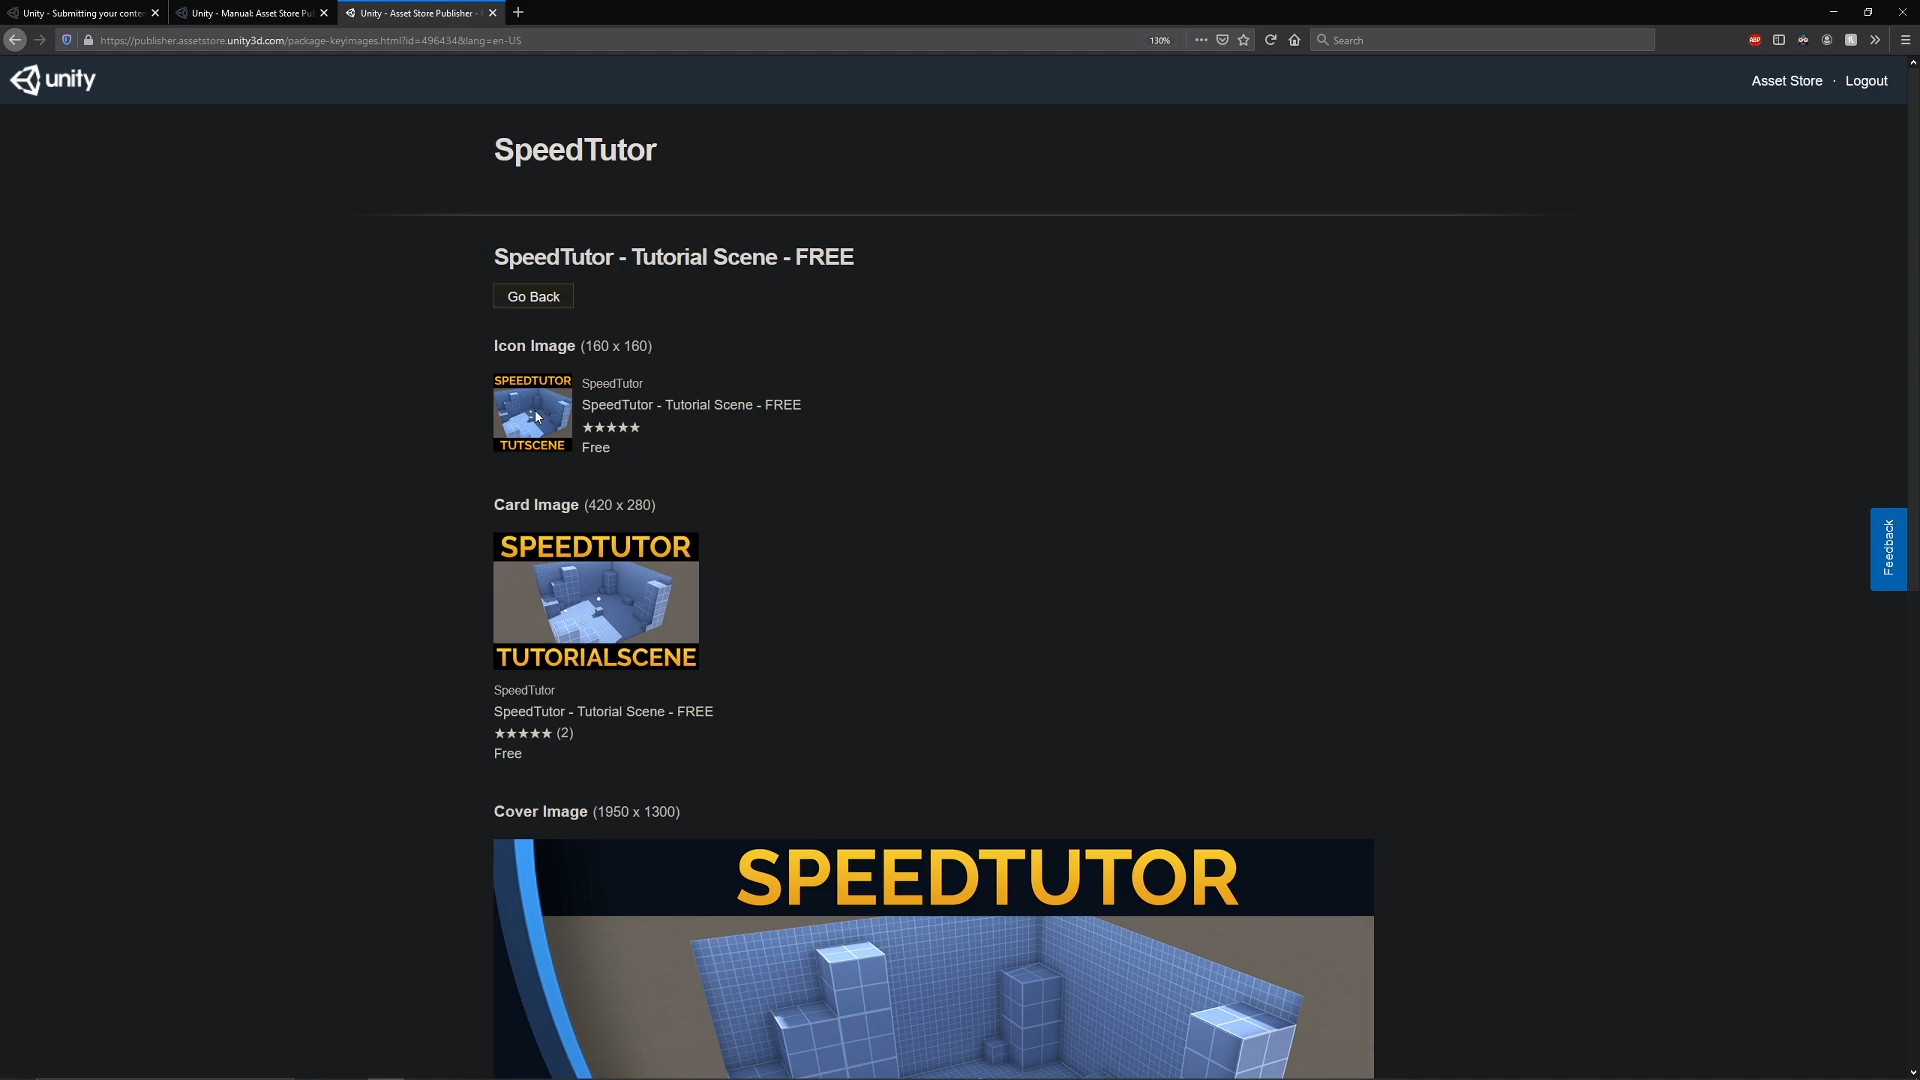 Unity - Submitting your conten
Unity - Manual: Asset Store Pu
Unity - Asset Store Publisher -
https://publisher.assetstore.unity3d.com/package-keyimages.html?id=496434&lang=en-US
130%
Search
ABP
unity
Asset Store · Logout
SpeedTutor
SpeedTutor - Tutorial Scene - FREE
Go Back
Icon Image (160 x 160)
SPEEDTUTOR
TUTSCENE
SpeedTutor
SpeedTutor - Tutorial Scene - FREE
★★★★★
Free
Card Image (420 x 280)
SPEEDTUTOR
TUTORIALSCENE
SpeedTutor
SpeedTutor - Tutorial Scene - FREE
★★★★★ (2)
Free
Feedback
Cover Image (1950 x 1300)
SPEEDTUTOR